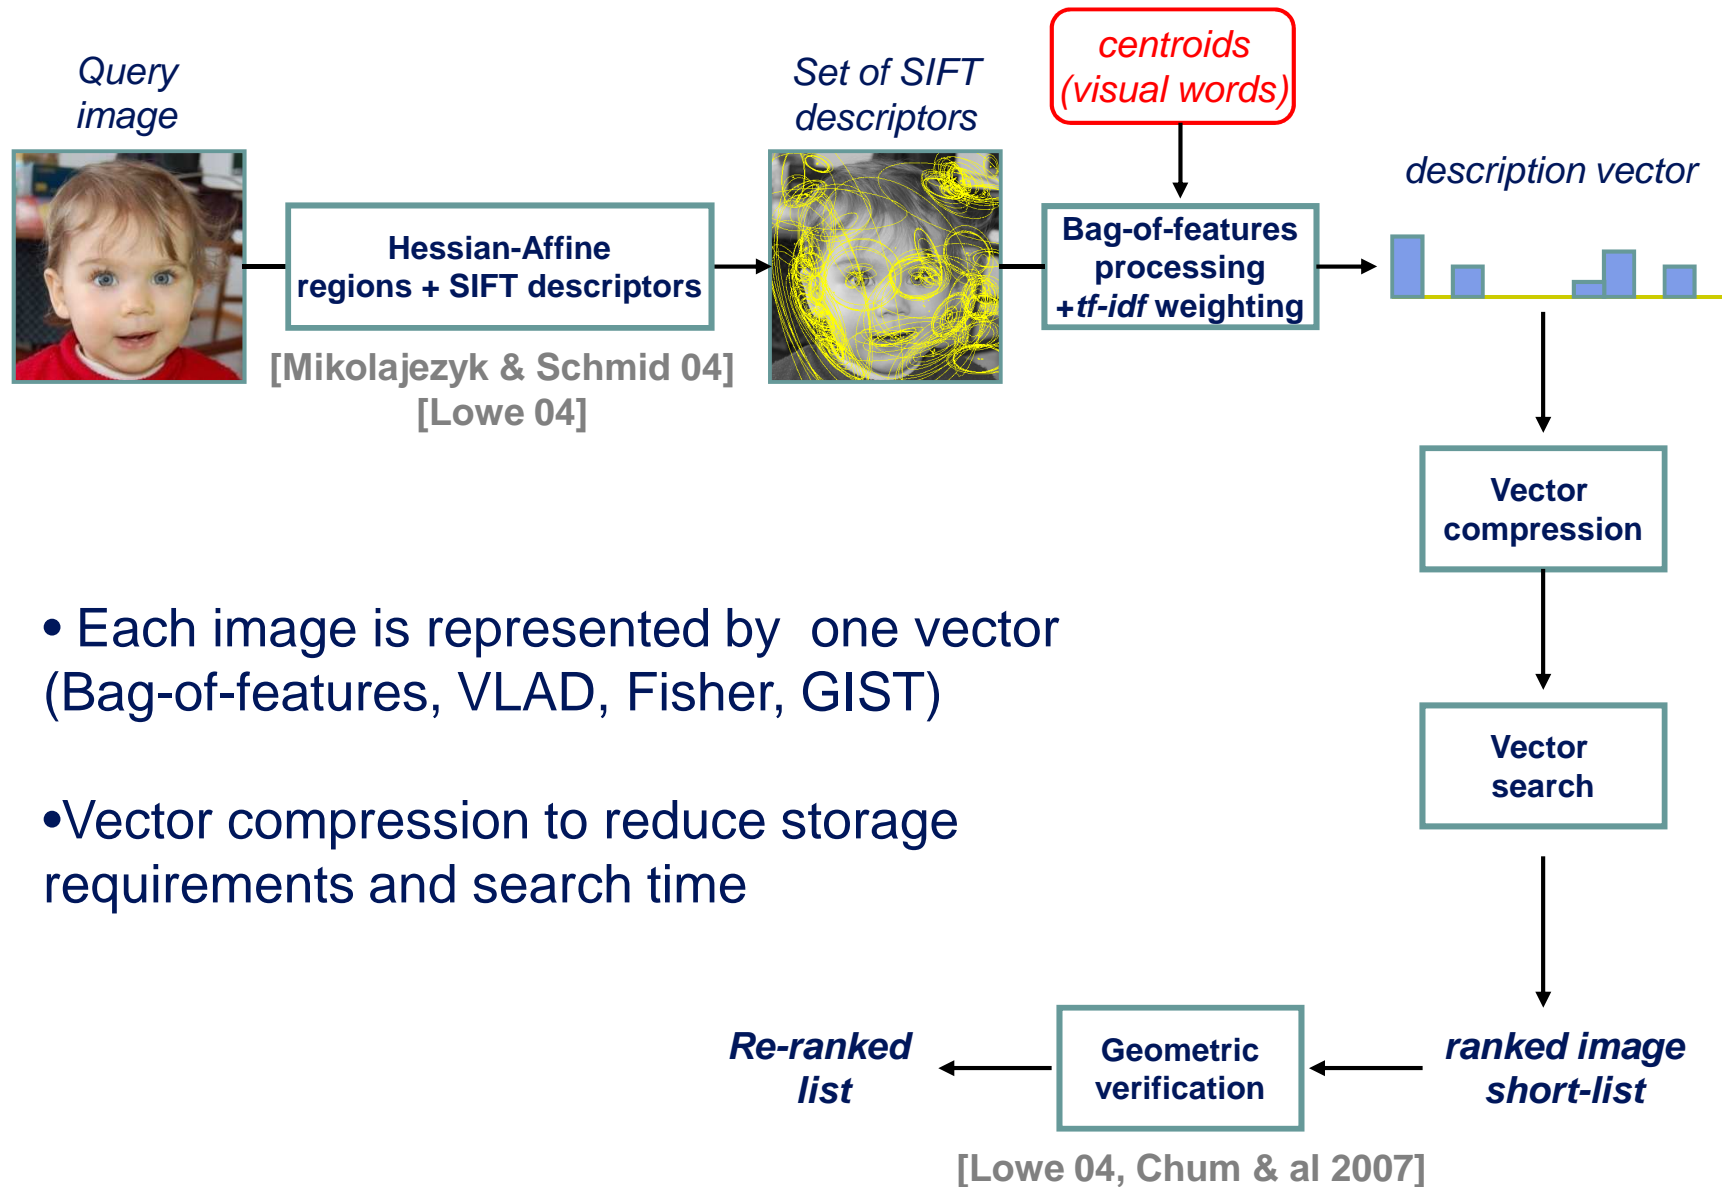 Query
image
Set of SIFT
descriptors
centroids
(visual words)
description vector
Hessian-Affine
regions + SIFT descriptors
Bag-of-features
processing
+tf-idf weighting
[Mikolajezyk & Schmid 04]
[Lowe 04]
Vector
compression
• Each image is represented by one vector
(Bag-of-features, VLAD, Fisher, GIST)
Vector
search
•Vector compression to reduce storage
requirements and search time
Re-ranked
list
Geometric
verification
ranked image
short-list
[Lowe 04, Chum & al 2007]